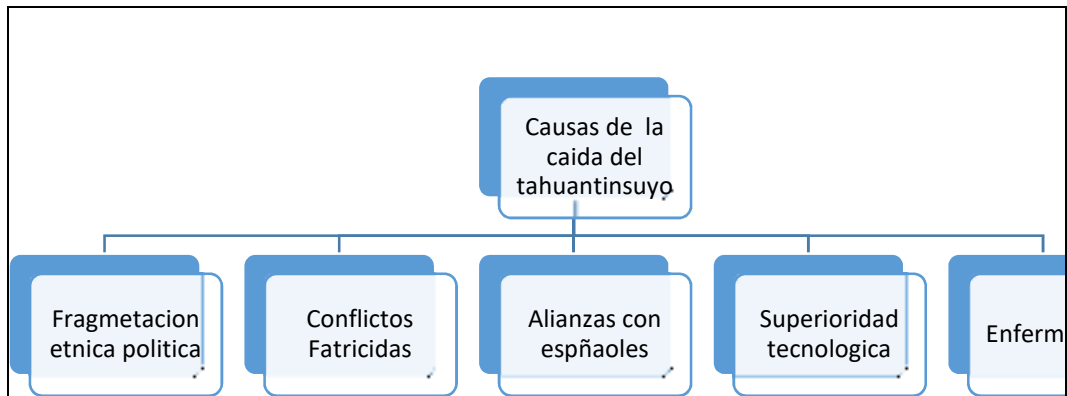 Causas de la
caida del
tahuantinsuyo
Fragmetacion
etnica politica
Conflictos
Fatricidas
Alianzas con
espñaoles
Superioridad
tecnologica
Enferm